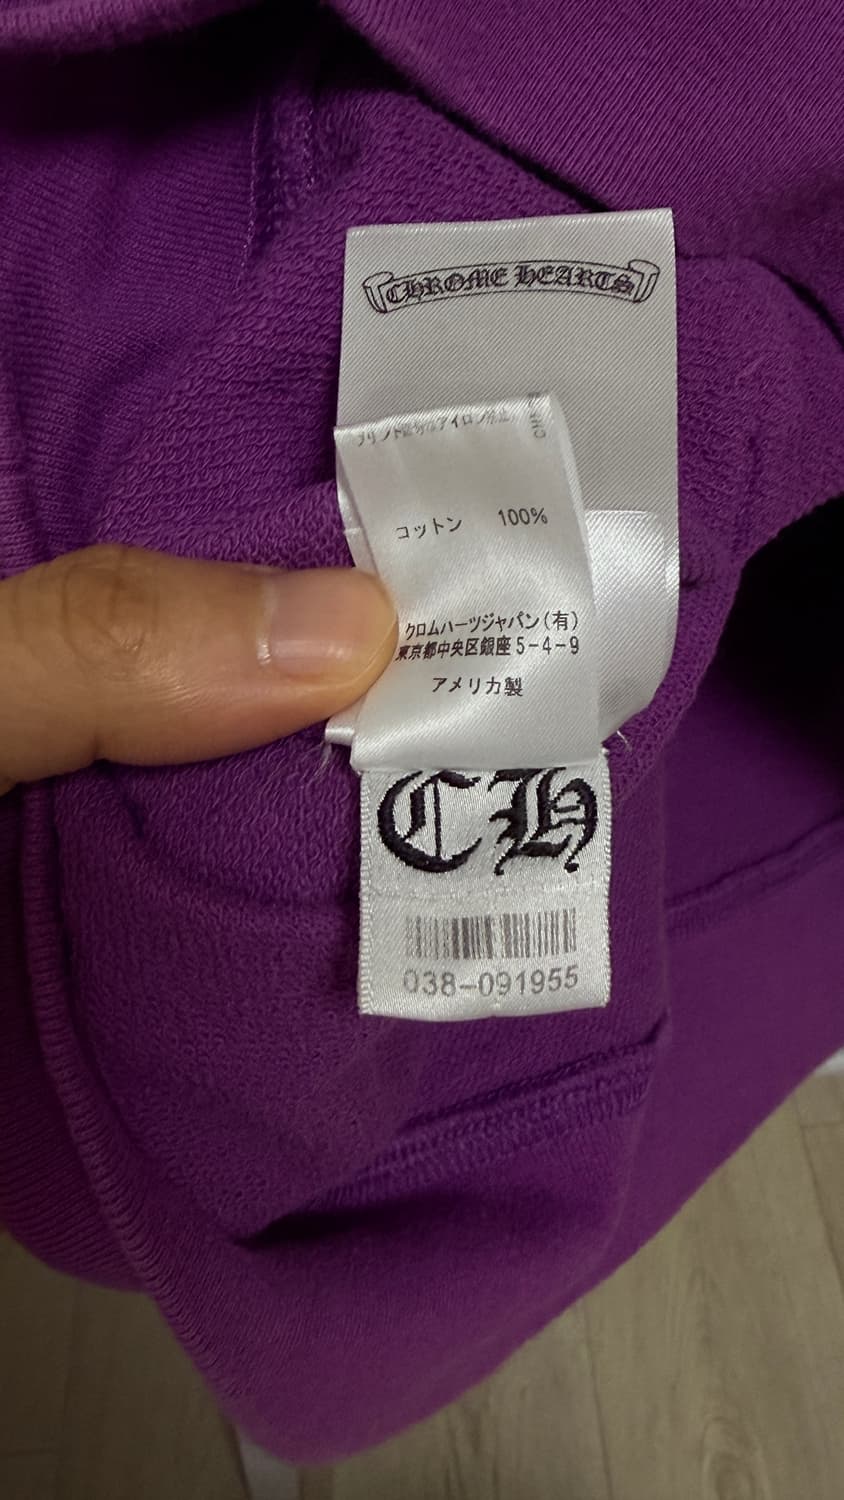 CHROME HEARTS
コットン 100%
クロムハーツジャパン(有)
東京都中央区銀座5-4-9
アメリカ製
CH
038-091955